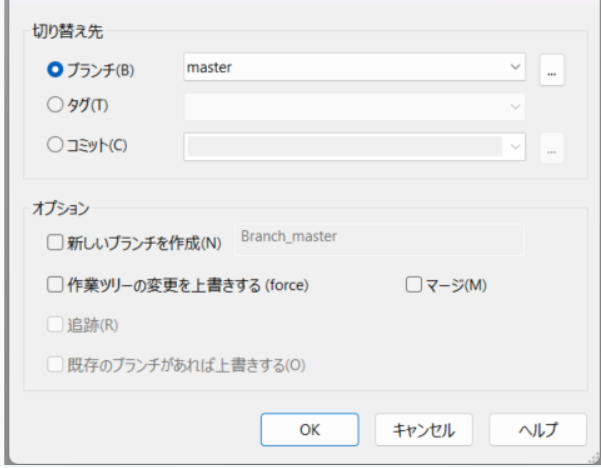 切り替え先
ブランチ(B) master ...
タグ(T)
コミット(C) ...
オプション
新しいブランチを作成(N) Branch_master
作業ツリーの変更を上書きする (force) マージ(M)
追跡(R)
既存のブランチがあれば上書きする(O)
OK キャンセル ヘルプ